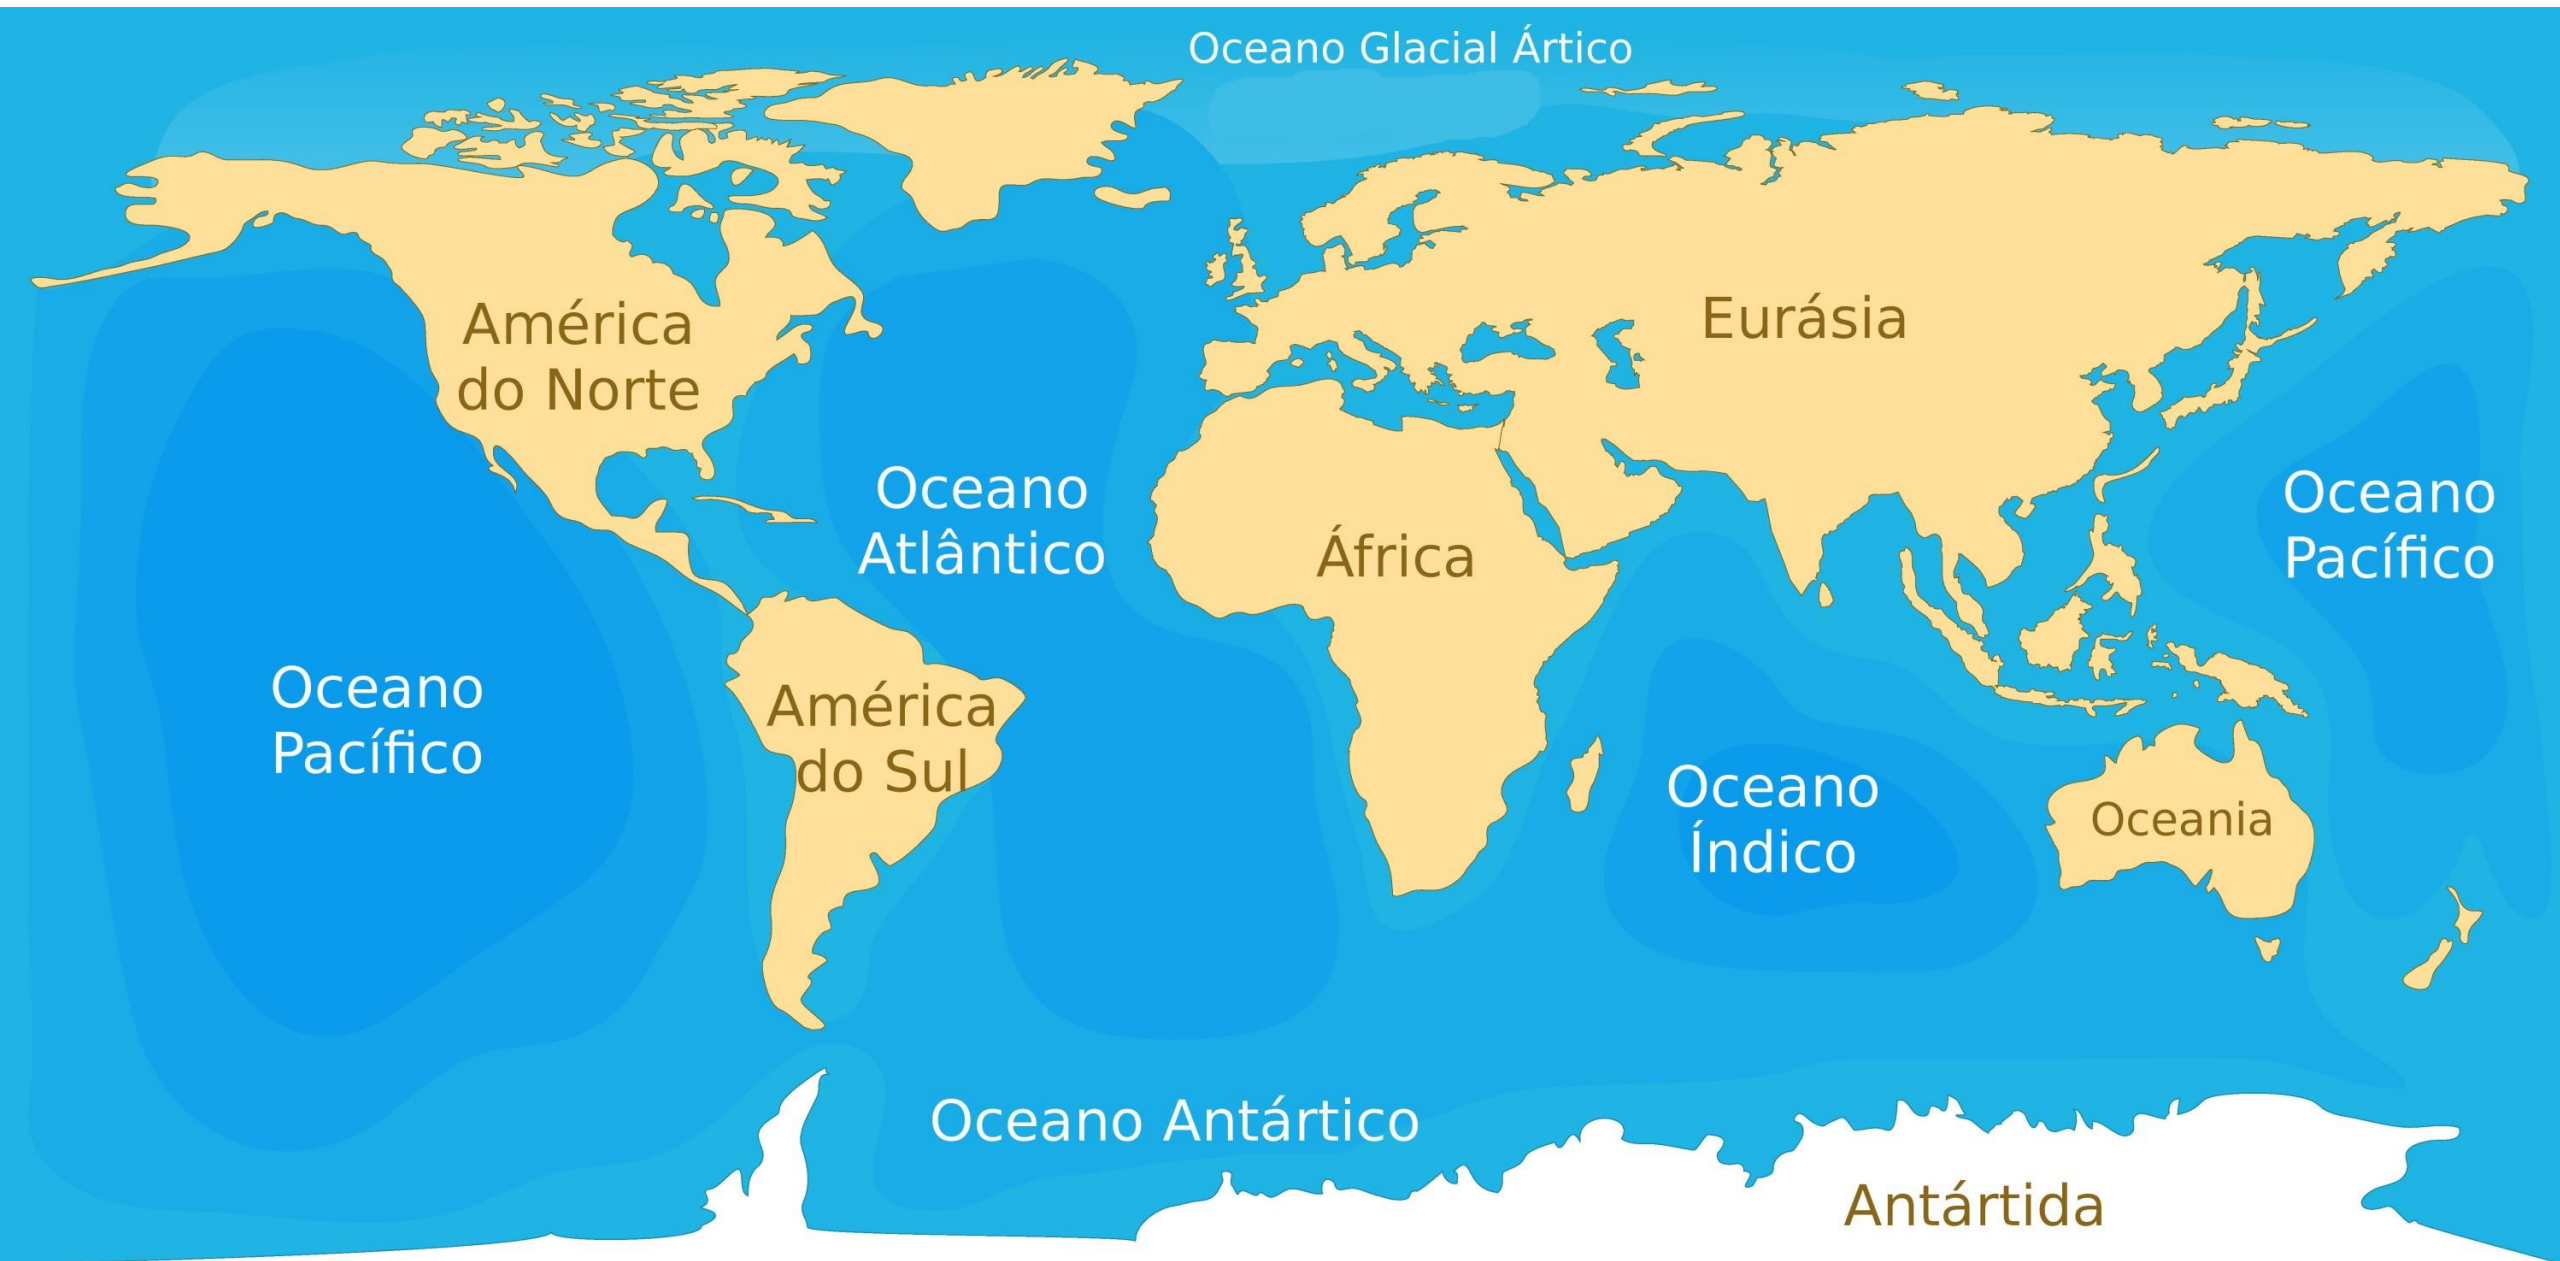 Oceano Glacial Ártico
América
do Norte
Eurásia
Oceano
Atlântico
África
Oceano
Pacífico
Oceano
Pacífico
América
do Sul
Oceano
Índico
Oceania
Oceano Antártico
Antártida